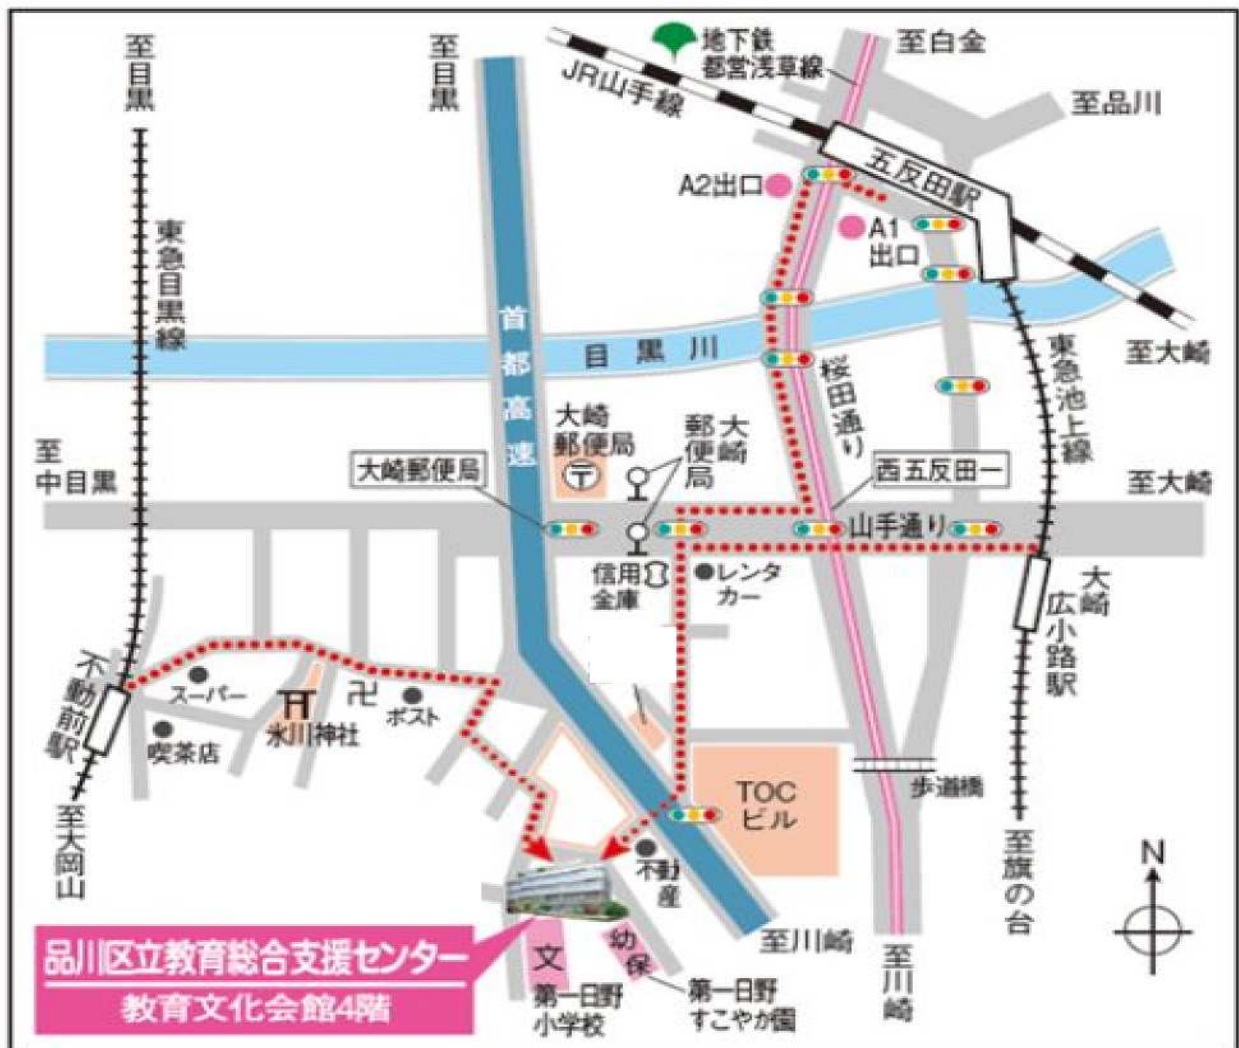 至目黒
至目黒
地下鉄
都営浅草線
至白金
JR山手線
至品川
五反田駅
A2出口
A1
出口
東急目黒線
首都高速
目黒川
桜田通り
東急池上線
至大崎
至
中目黒
大崎
郵便局
大崎
郵便局
大崎郵便局
西五反田一
至大崎
山手通り
信用
金庫
レンタ
カー
大崎
広小路駅
不動前駅
スーパー
卍
ポスト
氷川神社
喫茶店
TOC
ビル
歩道橋
至大岡山
不動
産
至旗の台
N
至川崎
至川崎
品川区立教育総合支援センター
教育文化会館4階
文
幼
保
第一日野
小学校
第一日野
すこやか園